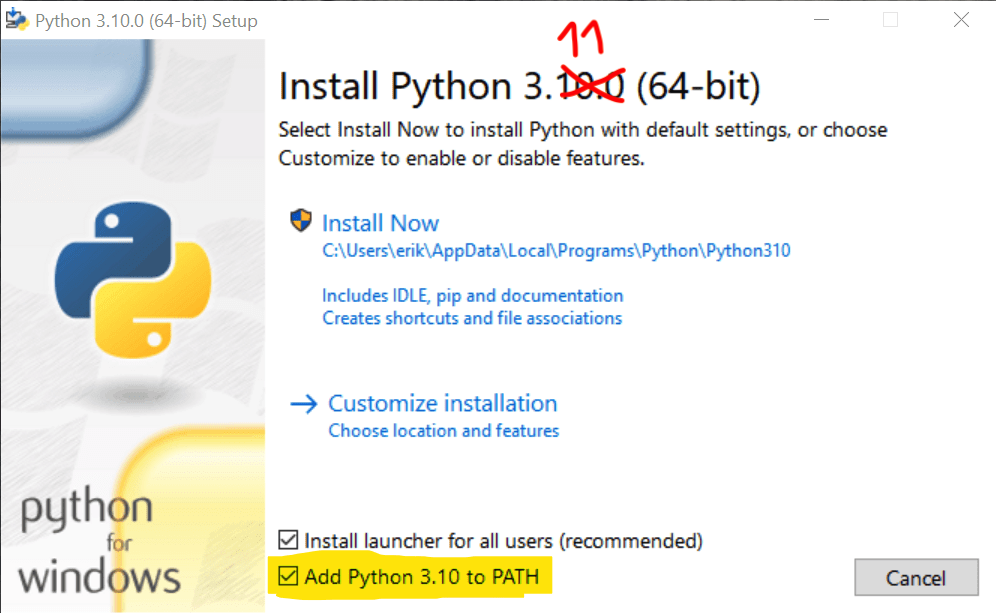 Python 3.10.0 (64-bit) Setup
11
Install Python 3.10.0 (64-bit)
Select Install Now to install Python with default settings, or choose
Customize to enable or disable features.
Install Now
C:\Users\erik\AppData\Local\Programs\Python\Python310
Includes IDLE, pip and documentation
Creates shortcuts and file associations
Customize installation
Choose location and features
python
for
windows
Install launcher for all users (recommended)
Add Python 3.10 to PATH
Cancel